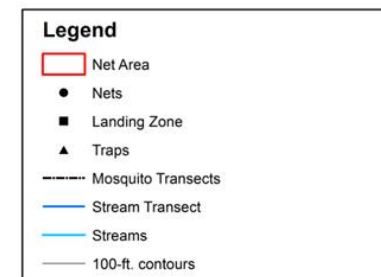 Legend
Net Area
Nets
Landing Zone
Traps
Mosquito Transects
Stream Transect
Streams
100-ft. contours